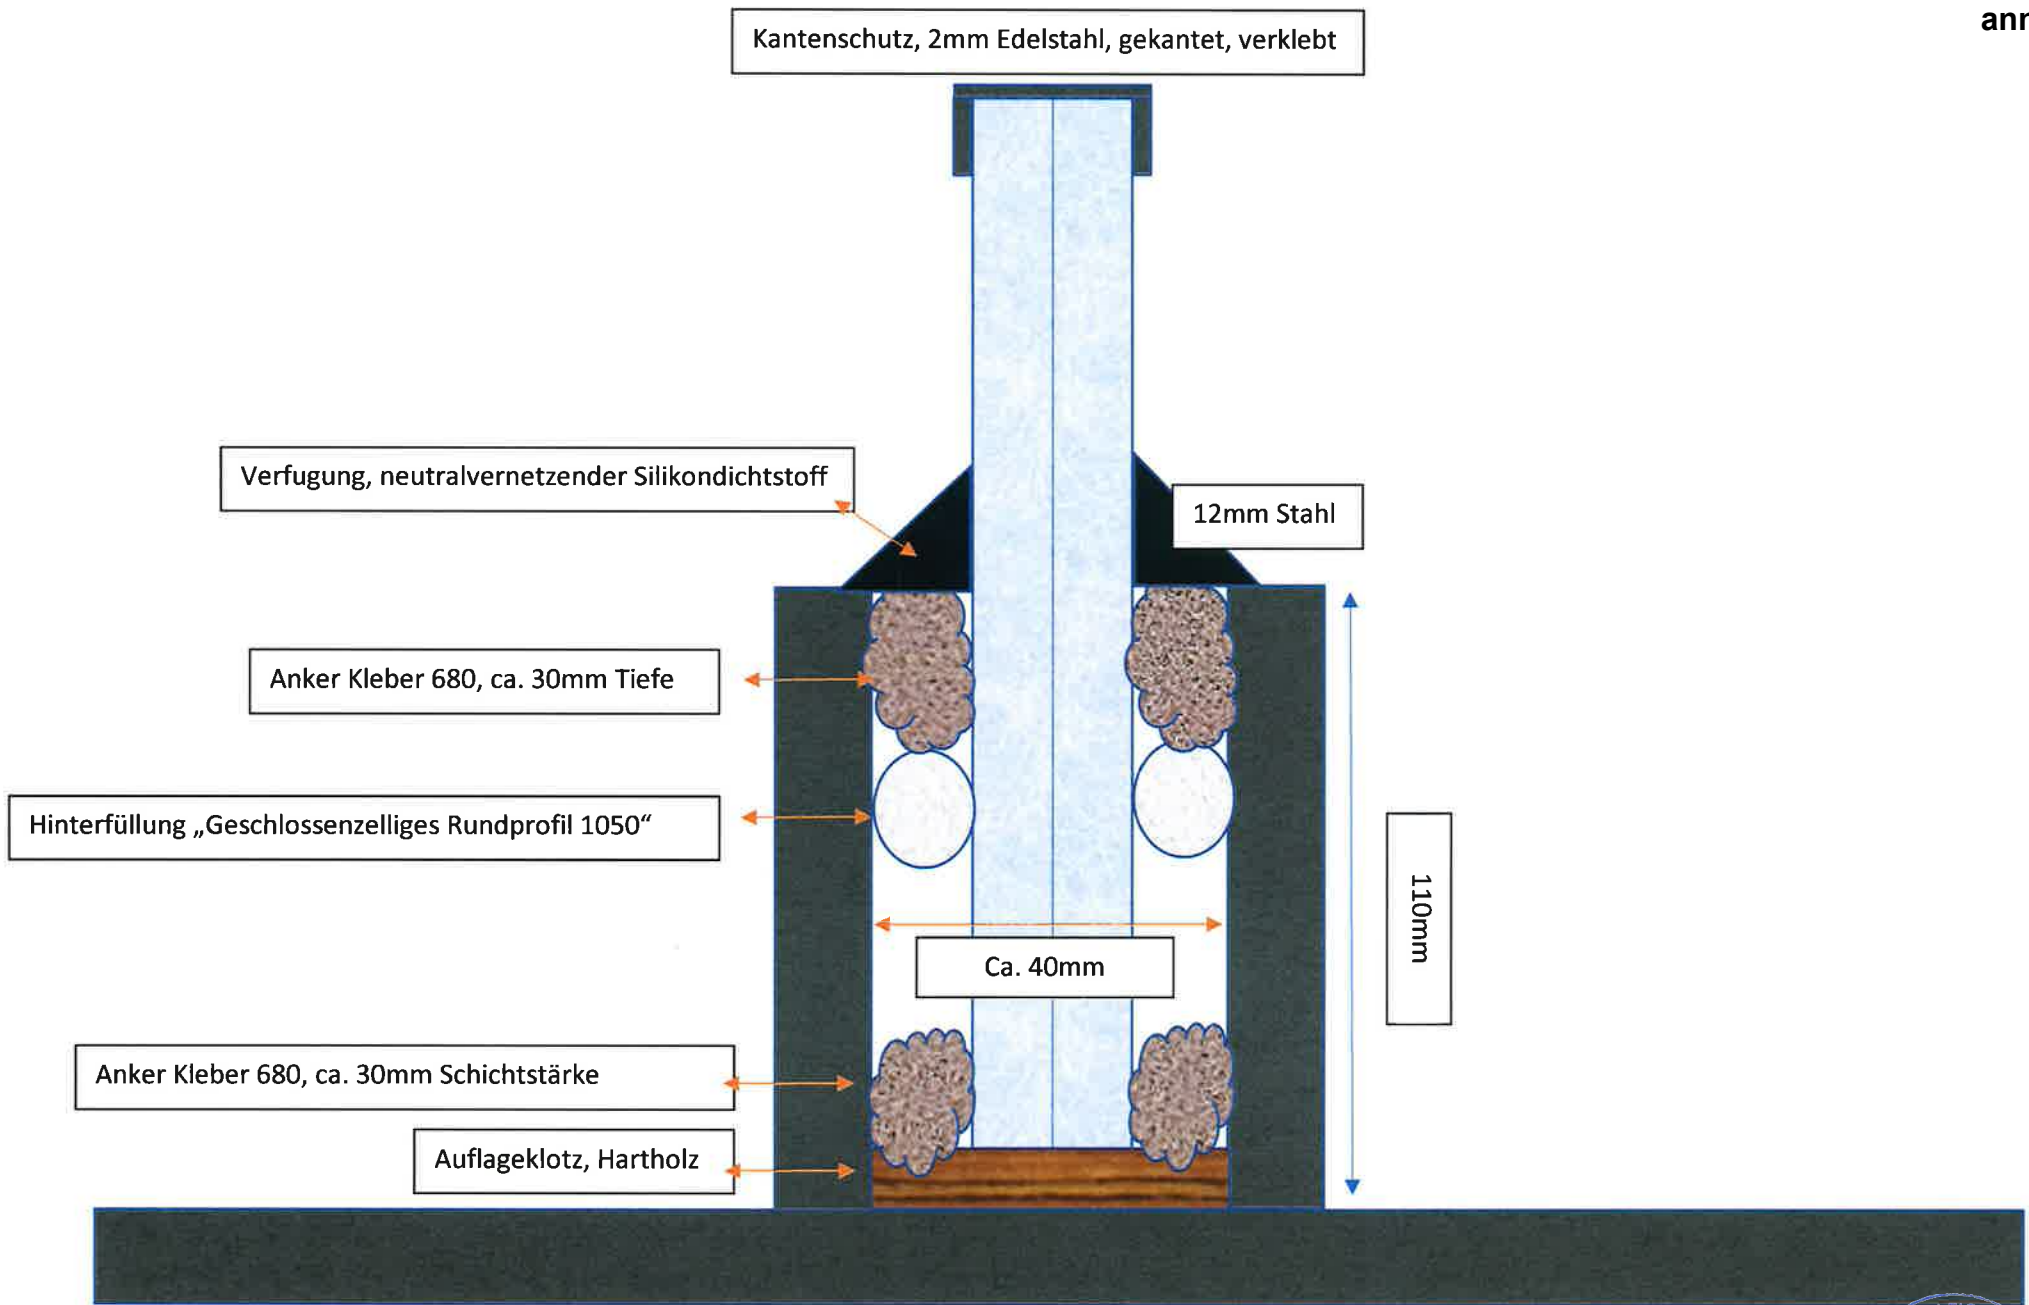 ann
Kantenschutz, 2mm Edelstahl, gekantet, verklebt
Verfugung, neutralvernetzender Silikondichtstoff
12mm Stahl
Anker Kleber 680, ca. 30mm Tiefe
Hinterfüllung „Geschlossenzelliges Rundprofil 1050“
110mm
Ca. 40mm
Anker Kleber 680, ca. 30mm Schichtstärke
Auflageklotz, Hartholz